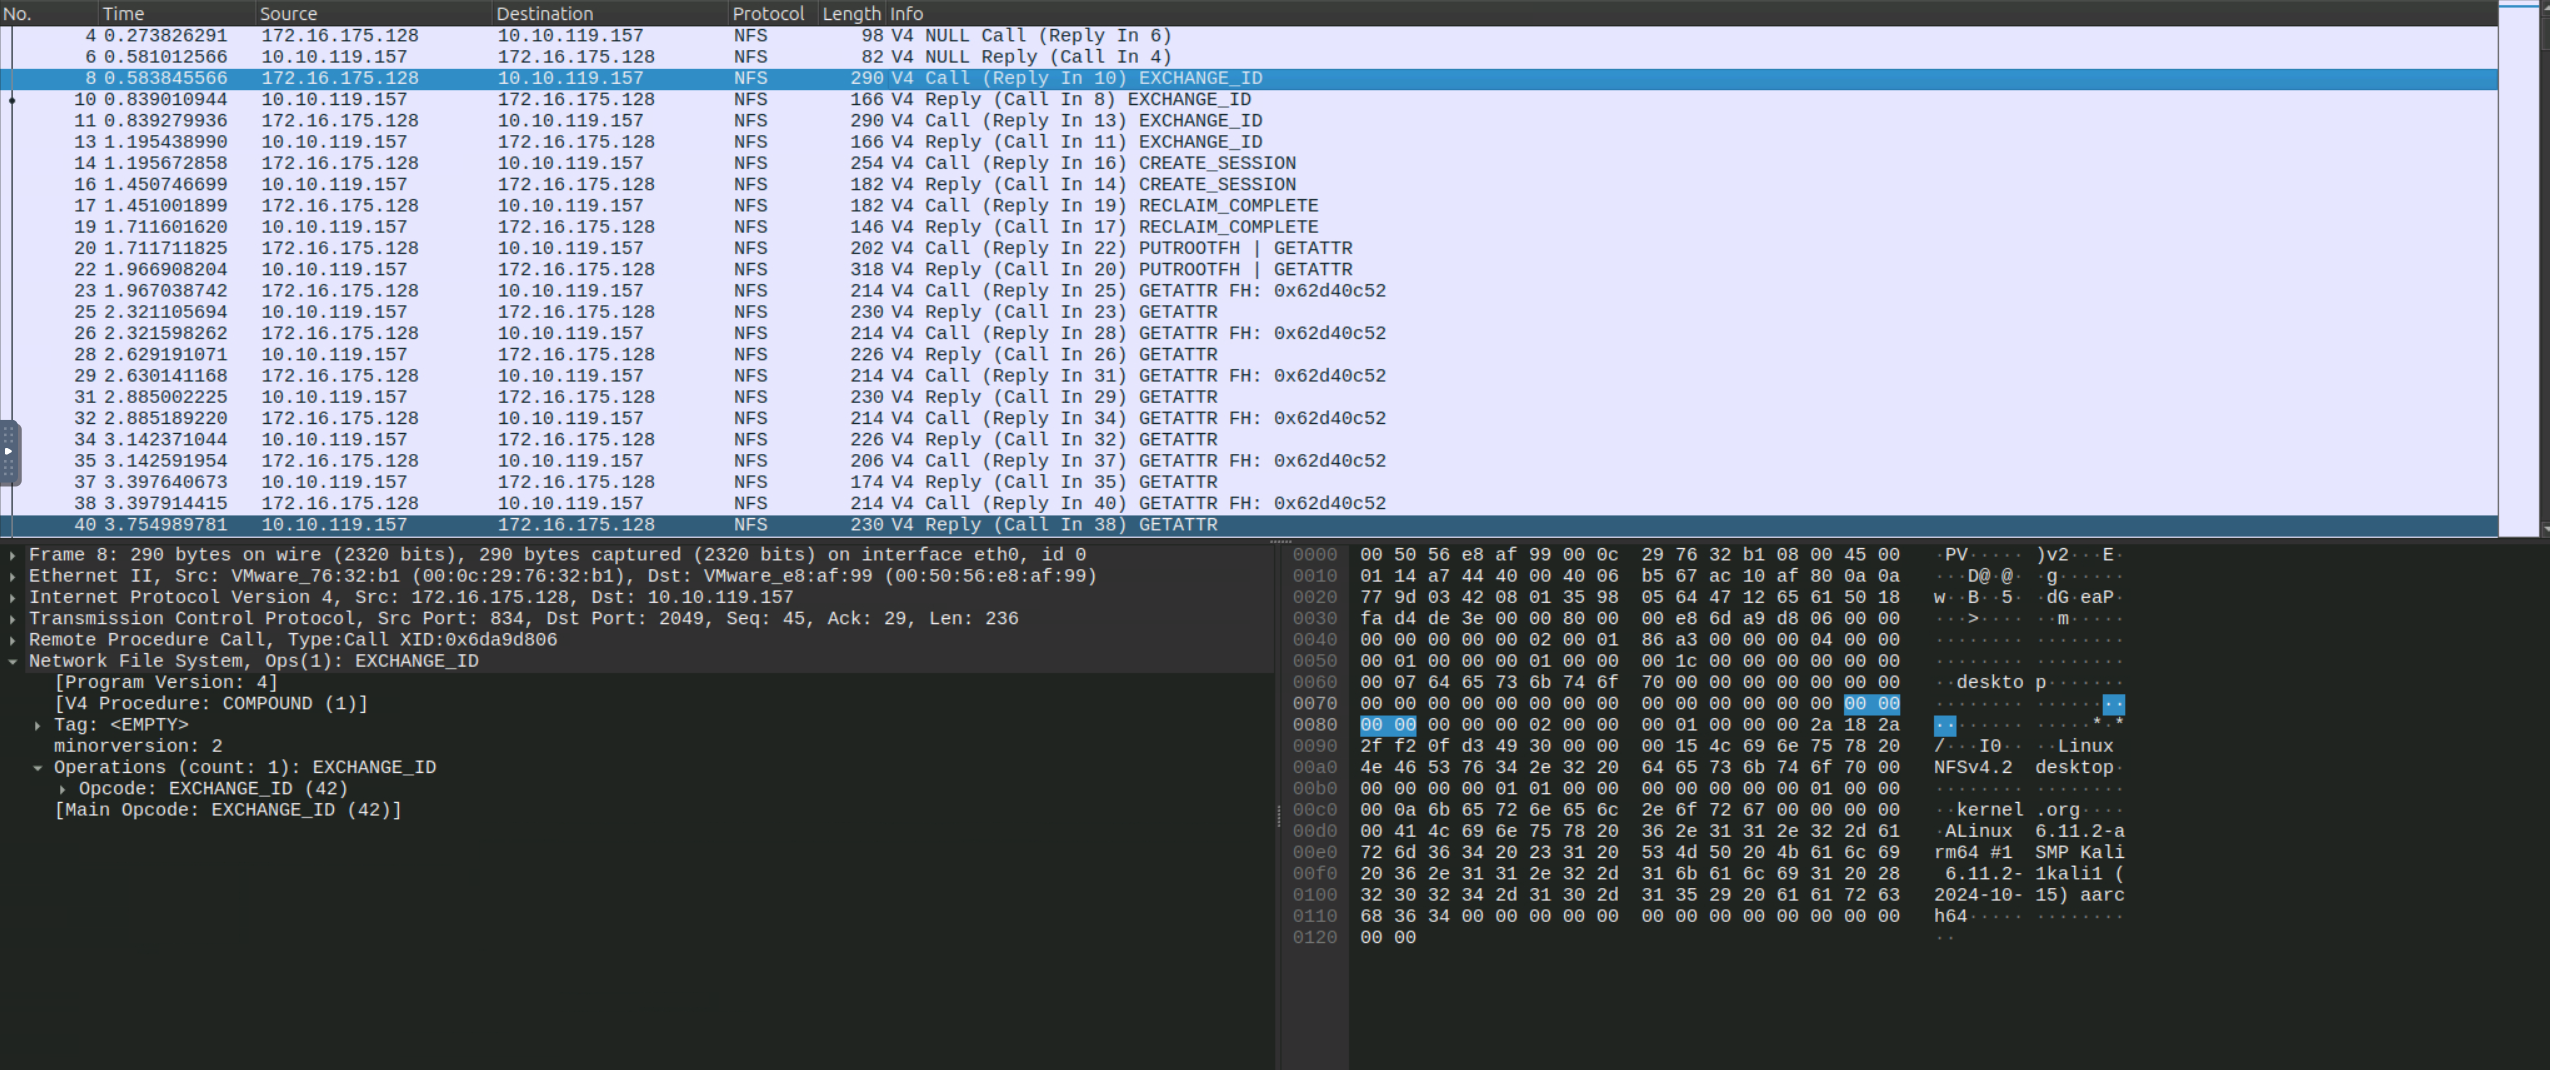 No. Time Source Destination Protocol Length Info
4 0.273826291 172.16.175.128 10.10.119.157 NFS 98 V4 NULL Call (Reply In 6)
6 0.581012566 10.10.119.157 172.16.175.128 NFS 82 V4 NULL Reply (Call In 4)
8 0.583845566 172.16.175.128 10.10.119.157 NFS 290 V4 Call (Reply In 10) EXCHANGE_ID
10 0.839010944 10.10.119.157 172.16.175.128 NFS 166 V4 Reply (Call In 8) EXCHANGE_ID
11 0.839279936 172.16.175.128 10.10.119.157 NFS 290 V4 Call (Reply In 13) EXCHANGE_ID
13 1.195438990 10.10.119.157 172.16.175.128 NFS 166 V4 Reply (Call In 11) EXCHANGE_ID
14 1.195672858 172.16.175.128 10.10.119.157 NFS 254 V4 Call (Reply In 16) CREATE_SESSION
16 1.450746699 10.10.119.157 172.16.175.128 NFS 182 V4 Reply (Call In 14) CREATE_SESSION
17 1.451001899 172.16.175.128 10.10.119.157 NFS 182 V4 Call (Reply In 19) RECLAIM_COMPLETE
19 1.711601620 10.10.119.157 172.16.175.128 NFS 146 V4 Reply (Call In 17) RECLAIM_COMPLETE
20 1.711711825 172.16.175.128 10.10.119.157 NFS 202 V4 Call (Reply In 22) PUTROOTFH | GETATTR
22 1.966908204 10.10.119.157 172.16.175.128 NFS 318 V4 Reply (Call In 20) PUTROOTFH | GETATTR
23 1.967038742 172.16.175.128 10.10.119.157 NFS 214 V4 Call (Reply In 25) GETATTR FH: 0x62d40c52
25 2.321105694 10.10.119.157 172.16.175.128 NFS 230 V4 Reply (Call In 23) GETATTR
26 2.321598262 172.16.175.128 10.10.119.157 NFS 214 V4 Call (Reply In 28) GETATTR FH: 0x62d40c52
28 2.629191071 10.10.119.157 172.16.175.128 NFS 226 V4 Reply (Call In 26) GETATTR
29 2.630141168 172.16.175.128 10.10.119.157 NFS 214 V4 Call (Reply In 31) GETATTR FH: 0x62d40c52
31 2.885002225 10.10.119.157 172.16.175.128 NFS 230 V4 Reply (Call In 29) GETATTR
32 2.885189220 172.16.175.128 10.10.119.157 NFS 214 V4 Call (Reply In 34) GETATTR FH: 0x62d40c52
34 3.142371044 10.10.119.157 172.16.175.128 NFS 226 V4 Reply (Call In 32) GETATTR
35 3.142591954 172.16.175.128 10.10.119.157 NFS 206 V4 Call (Reply In 37) GETATTR FH: 0x62d40c52
37 3.397640673 10.10.119.157 172.16.175.128 NFS 174 V4 Reply (Call In 35) GETATTR
38 3.397914415 172.16.175.128 10.10.119.157 NFS 214 V4 Call (Reply In 40) GETATTR FH: 0x62d40c52
40 3.754989781 10.10.119.157 172.16.175.128 NFS 230 V4 Reply (Call In 38) GETATTR
Frame 8: 290 bytes on wire (2320 bits), 290 bytes captured (2320 bits) on interface eth0, id 0
Ethernet II, Src: VMware_76:32:b1 (00:0c:29:76:32:b1), Dst: VMware_e8:af:99 (00:50:56:e8:af:99)
Internet Protocol Version 4, Src: 172.16.175.128, Dst: 10.10.119.157
Transmission Control Protocol, Src Port: 834, Dst Port: 2049, Seq: 45, Ack: 29, Len: 236
Remote Procedure Call, Type:Call XID:0x6da9d806
Network File System, Ops(1): EXCHANGE_ID
[Program Version: 4]
[V4 Procedure: COMPOUND (1)]
Tag: <EMPTY>
minorversion: 2
Operations (count: 1): EXCHANGE_ID
Opcode: EXCHANGE_ID (42)
[Main Opcode: EXCHANGE_ID (42)]
0000 00 50 56 e8 af 99 00 0c 29 76 32 b1 08 00 45 00 ·PV····· )v2···E·
0010 01 14 a7 44 40 00 40 06 b5 67 ac 10 af 80 0a 0a ···D@·@· ·g······
0020 77 9d 03 42 08 01 35 98 05 64 47 12 65 61 50 18 w··B··5· ·dG·eaP·
0030 fa d4 de 3e 00 00 80 00 00 e8 6d a9 d8 06 00 00 ···>···· ··m·····
0040 00 00 00 00 00 02 00 01 86 a3 00 00 00 04 00 00 ········ ········
0050 00 01 00 00 00 01 00 00 00 1c 00 00 00 00 00 00 ········ ········
0060 00 07 64 65 73 6b 74 6f 70 00 00 00 00 00 00 00 ··deskto p·······
0070 00 00 00 00 00 00 00 00 00 00 00 00 00 00 00 00 ········ ········
0080 00 00 00 00 00 02 00 00 00 01 00 00 00 2a 18 2a ········ ·····*·*
0090 2f f2 0f d3 49 30 00 00 00 15 4c 69 6e 75 78 20 /···I0·· ··Linux
00a0 4e 46 53 76 34 2e 32 20 64 65 73 6b 74 6f 70 00 NFSv4.2 desktop·
00b0 00 00 00 00 01 01 00 00 00 00 00 00 00 01 00 00 ········ ········
00c0 00 0a 6b 65 72 6e 65 6c 2e 6f 72 67 00 00 00 00 ··kernel .org····
00d0 00 41 4c 69 6e 75 78 20 36 2e 31 31 2e 32 2d 61 ·ALinux 6.11.2-a
00e0 72 6d 36 34 20 23 31 20 53 4d 50 20 4b 61 6c 69 rm64 #1 SMP Kali
00f0 20 36 2e 31 31 2e 32 2d 31 6b 61 6c 69 31 20 28 6.11.2- 1kali1 (
0100 32 30 32 34 2d 31 30 2d 31 35 29 20 61 61 72 63 2024-10- 15) aarc
0110 68 36 34 00 00 00 00 00 00 00 00 00 00 00 00 00 h64····· ········
0120 00 00 ··